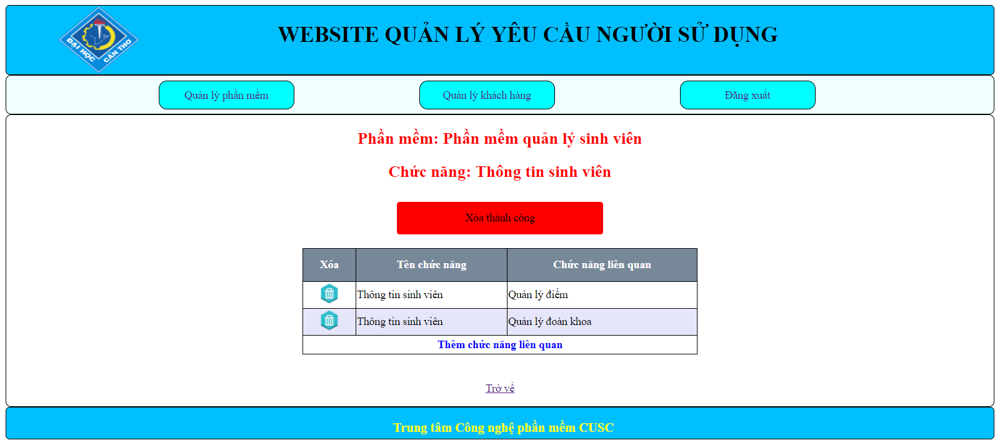 ĐẠI HỌC CẦN THƠ
WEBSITE QUẢN LÝ YÊU CẦU NGƯỜI SỬ DỤNG
Quản lý phần mềm Quản lý khách hàng Đăng xuất
Phần mềm: Phần mềm quản lý sinh viên
Chức năng: Thông tin sinh viên
Xóa thành công
Xóa Tên chức năng Chức năng liên quan
Thông tin sinh viên Quản lý điểm
Thông tin sinh viên Quản lý đoàn khoa
Thêm chức năng liên quan
Trở về
Trung tâm Công nghệ phần mềm CUSC